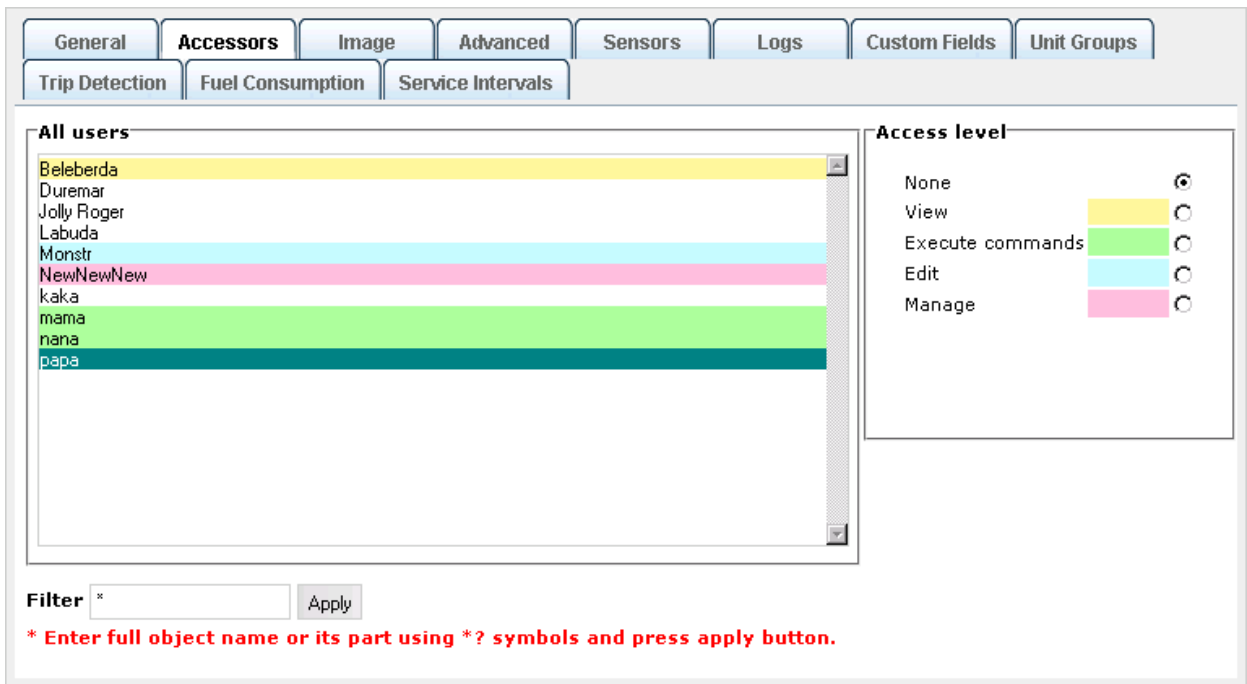 General Accessors Image Advanced Sensors Logs Custom Fields Unit Groups
Trip Detection Fuel Consumption Service Intervals
All users
Beleberda
Duremar
Jolly Roger
Labuda
Monstr
NewNewNew
kaka
mama
nana
papa
Access level
None
View
Execute commands
Edit
Manage
Filter * Apply
* Enter full object name or its part using *? symbols and press apply button.